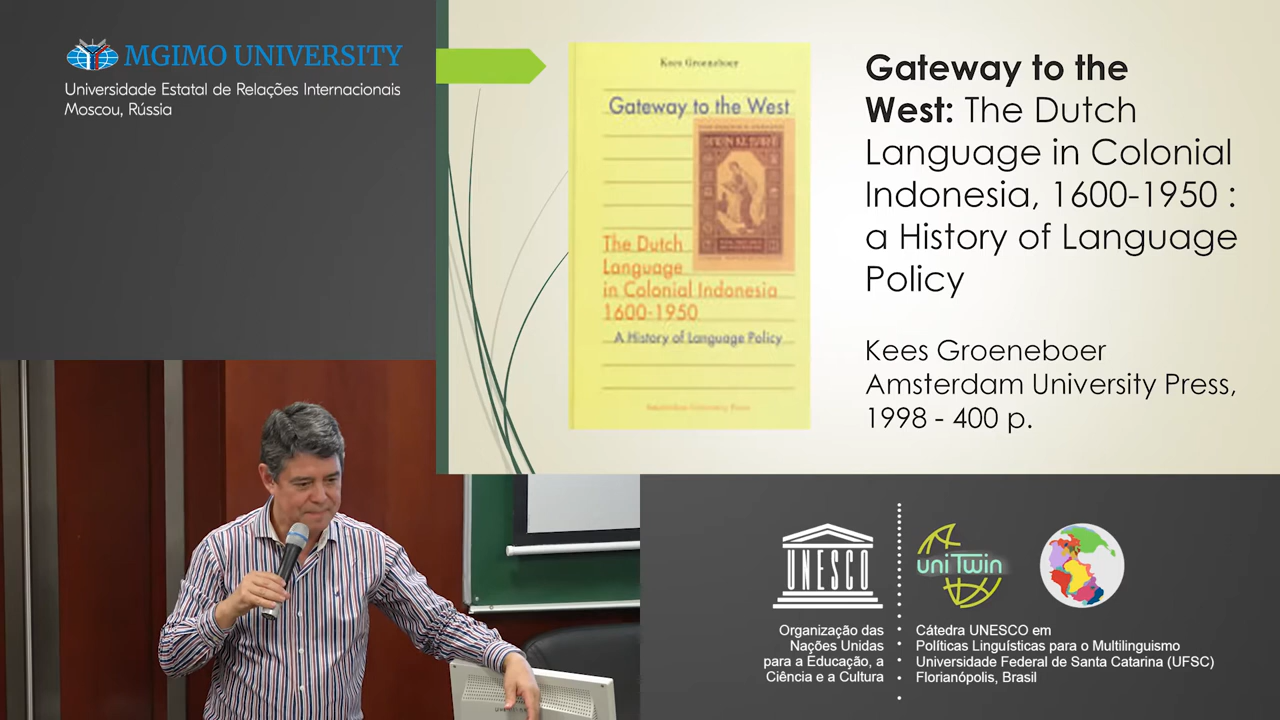 MGIMO UNIVERSITY
Universidade Estatal de Relações Internacionais
Moscou, Rússia
Kees Groeneboer
Gateway to the West
The Dutch
Language
in Colonial Indonesia
1600-1950
A History of Language Policy
Amsterdam University Press
Gateway to the
West: The Dutch
Language in Colonial
Indonesia, 1600-1950 :
a History of Language
Policy
Kees Groeneboer
Amsterdam University Press,
1998 - 400 p.
UNESCO
Organização das
Nações Unidas
para a Educação, a
Ciência e a Cultura
uniTwin
Cátedra UNESCO em
Políticas Linguísticas para o Multilinguismo
Universidade Federal de Santa Catarina (UFSC)
Florianópolis, Brasil